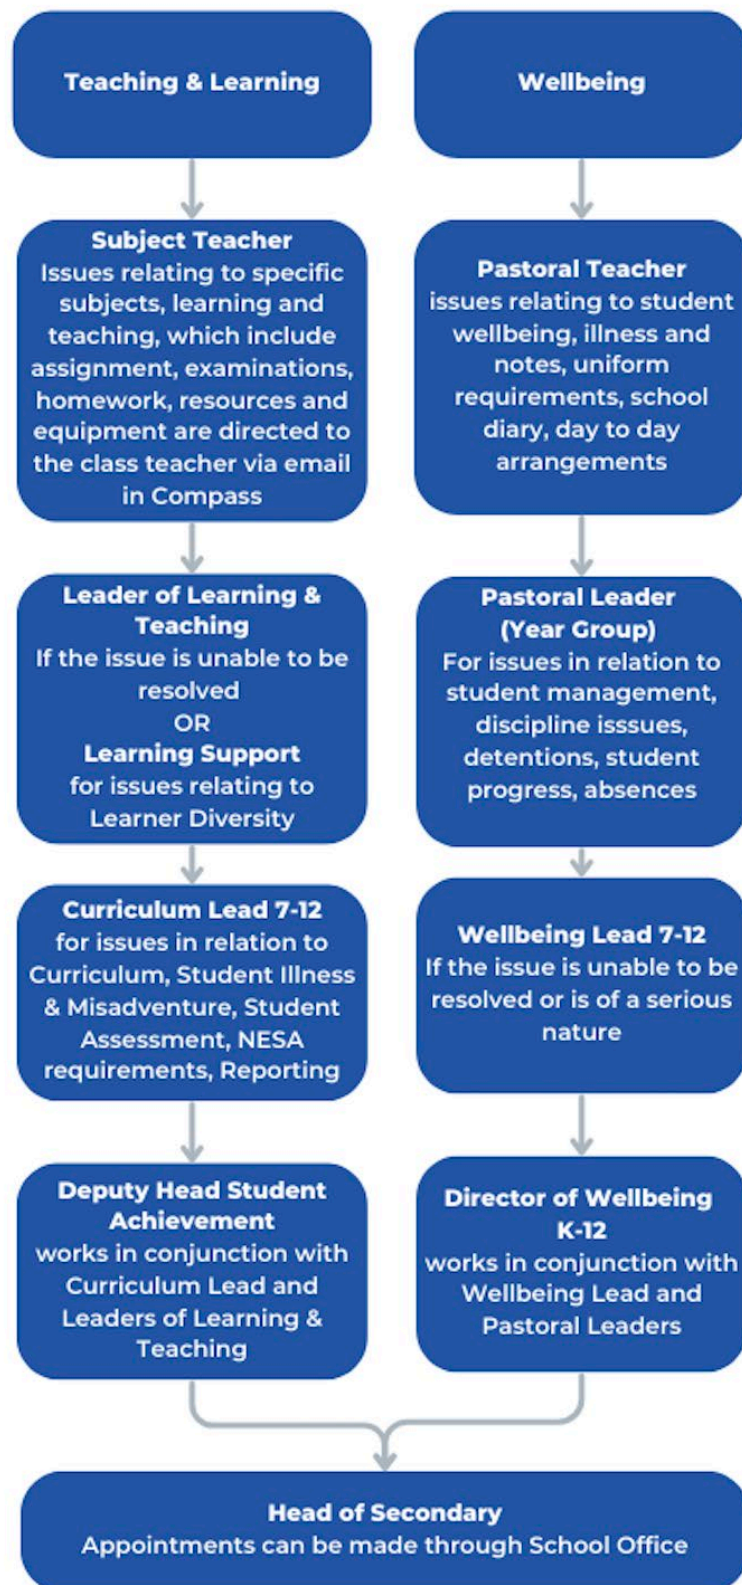 Teaching & Learning
Subject Teacher
Issues relating to specific
subjects, learning and
teaching, which include
assignment, examinations,
homework, resources and
equipment are directed to
the class teacher via email
in Compass
Leader of Learning &
Teaching
If the issue is unable to be
resolved
OR
Learning Support
for issues relating to
Learner Diversity
Curriculum Lead 7-12
for issues in relation to
Curriculum, Student Illness
& Misadventure, Student
Assessment, NESA
requirements, Reporting
Deputy Head Student
Achievement
works in conjunction with
Curriculum Lead and
Leaders of Learning &
Teaching
Wellbeing
Pastoral Teacher
issues relating to student
wellbeing, illness and
notes, uniform
requirements, school
diary, day to day
arrangements
Pastoral Leader
(Year Group)
For issues in relation to
student management,
discipline isssues,
detentions, student
progress, absences
Wellbeing Lead 7-12
If the issue is unable to be
resolved or is of a serious
nature
Director of Wellbeing
K-12
works in conjunction with
Wellbeing Lead and
Pastoral Leaders
Head of Secondary
Appointments can be made through School Office